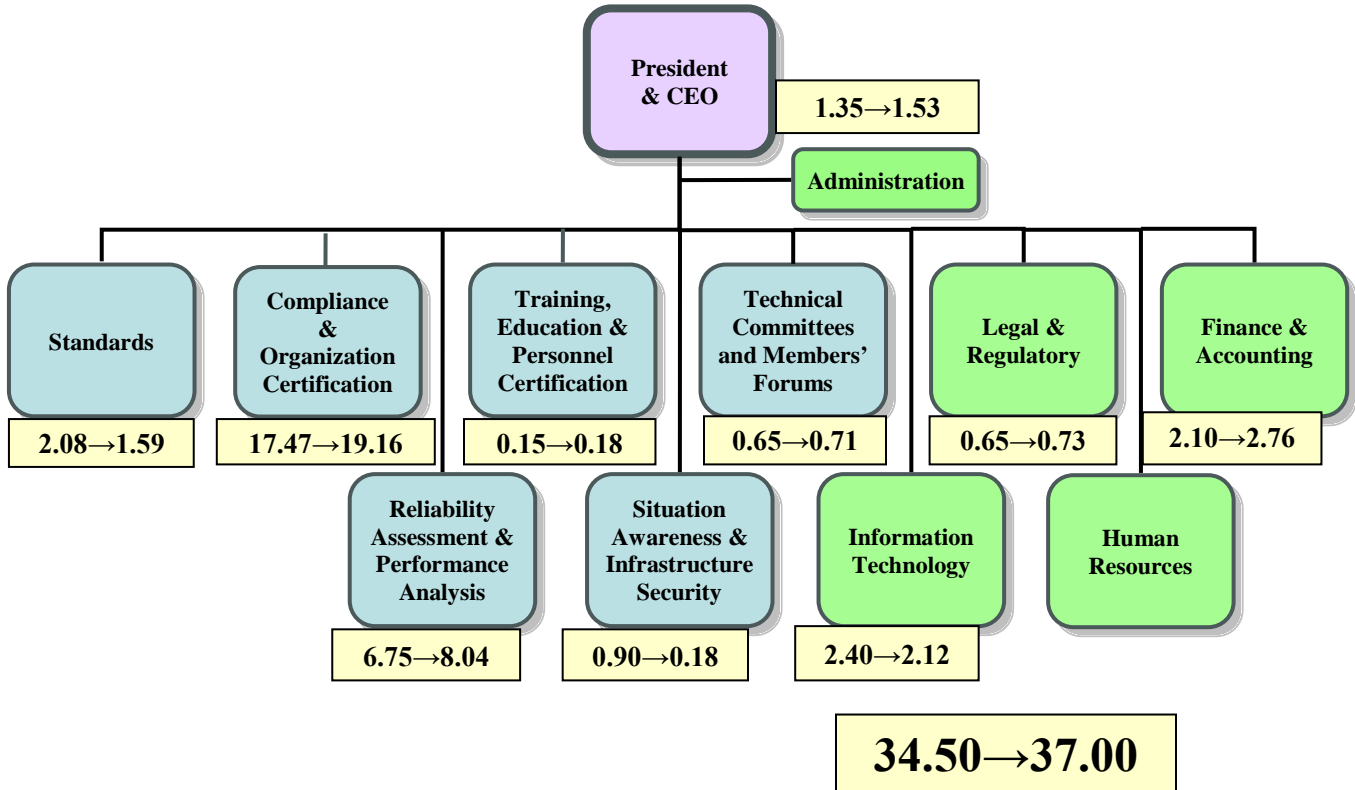 President
& CEO
1.35→1.53
Administration
Standards
2.08→1.59
Compliance
&
Organization
Certification
17.47→19.16
Training,
Education &
Personnel
Certification
0.15→0.18
Technical
Committees
and Members’
Forums
0.65→0.71
Legal &
Regulatory
0.65→0.73
Finance &
Accounting
2.10→2.76
Reliability
Assessment &
Performance
Analysis
6.75→8.04
Situation
Awareness &
Infrastructure
Security
0.90→0.18
Information
Technology
2.40→2.12
Human
Resources
34.50→37.00